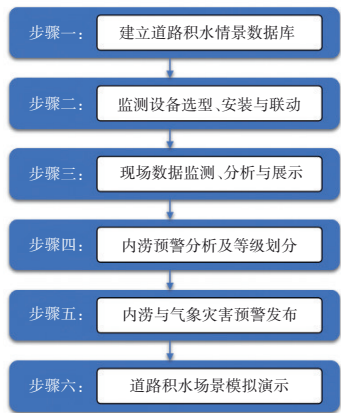 步骤一： 建立道路积水情景数据库
步骤二： 监测设备选型、安装与联动
步骤三： 现场数据监测、分析与展示
步骤四： 内涝预警分析及等级划分
步骤五： 内涝与气象灾害预警发布
步骤六： 道路积水场景模拟演示